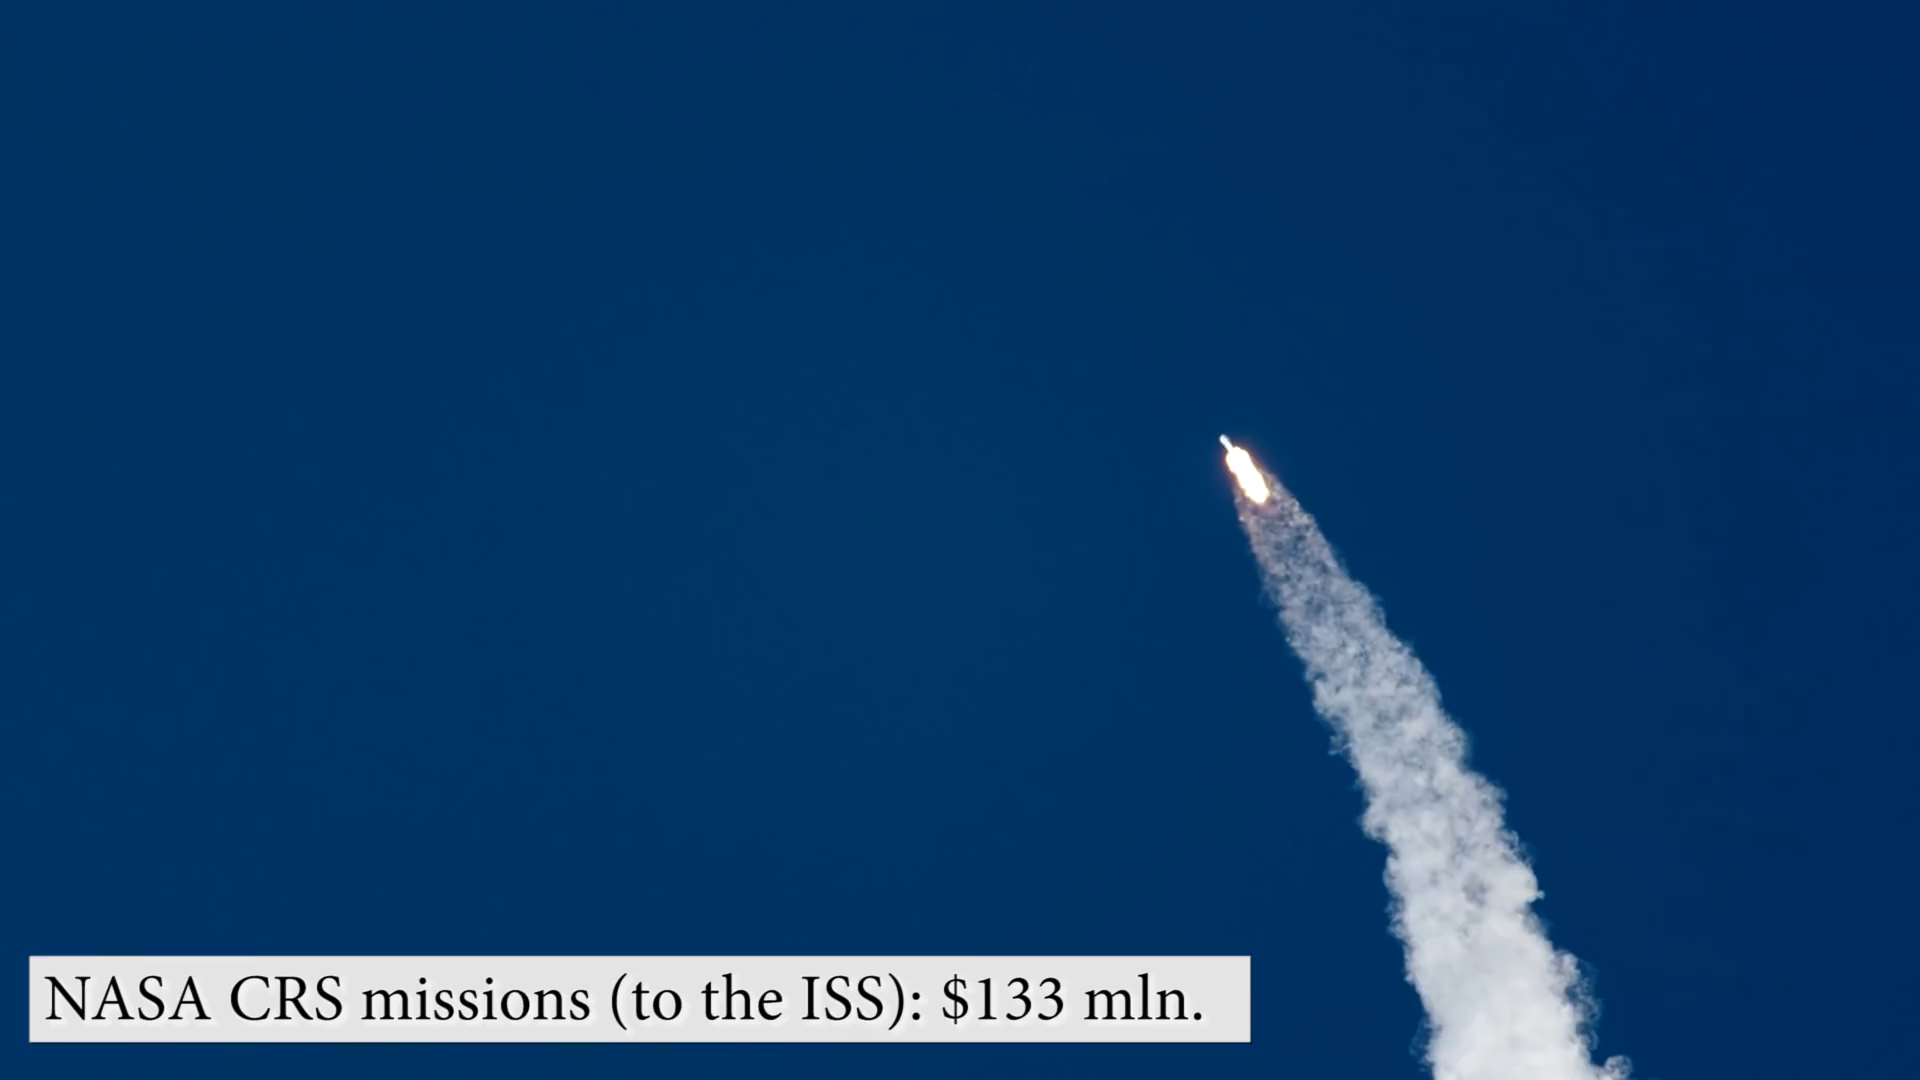 NASA CRS missions (to the ISS): $133 mln.